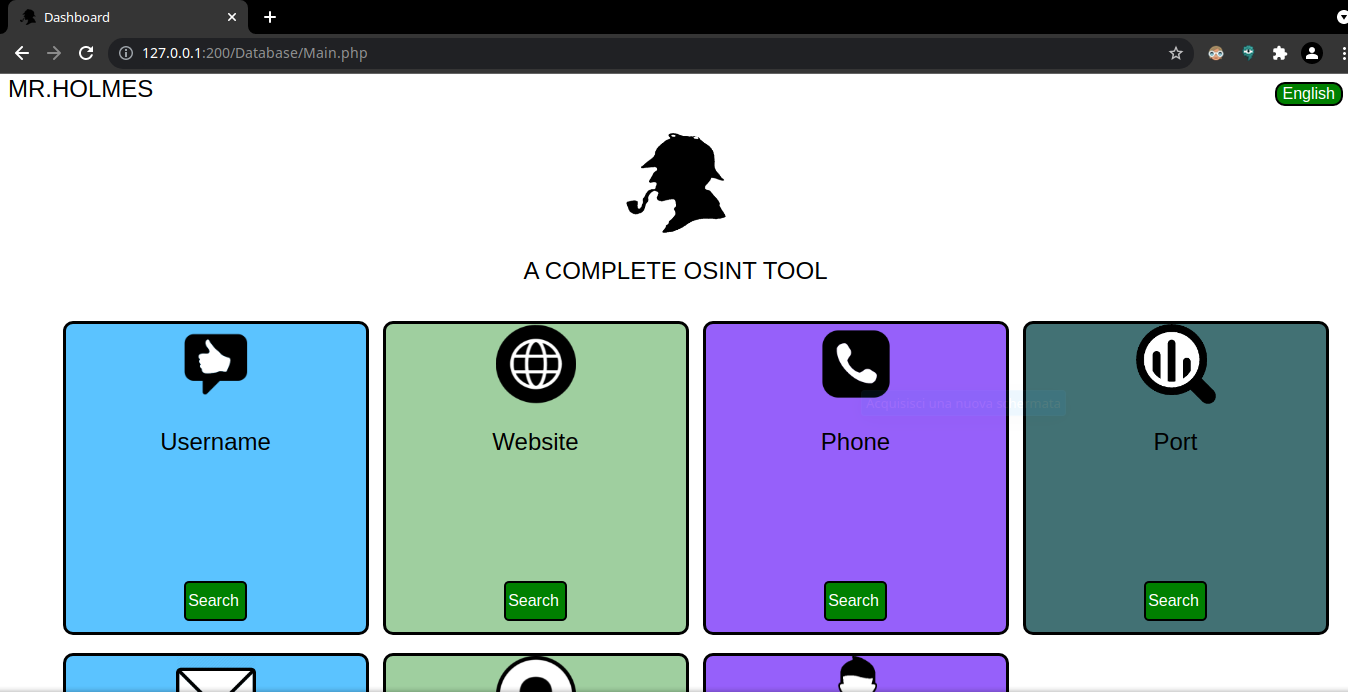 Dashboard
127.0.0.1:200/Database/Main.php
MR.HOLMES
English
A COMPLETE OSINT TOOL
Acquisisci una nuova schermata
Username
Website
Phone
Port
Search
Search
Search
Search